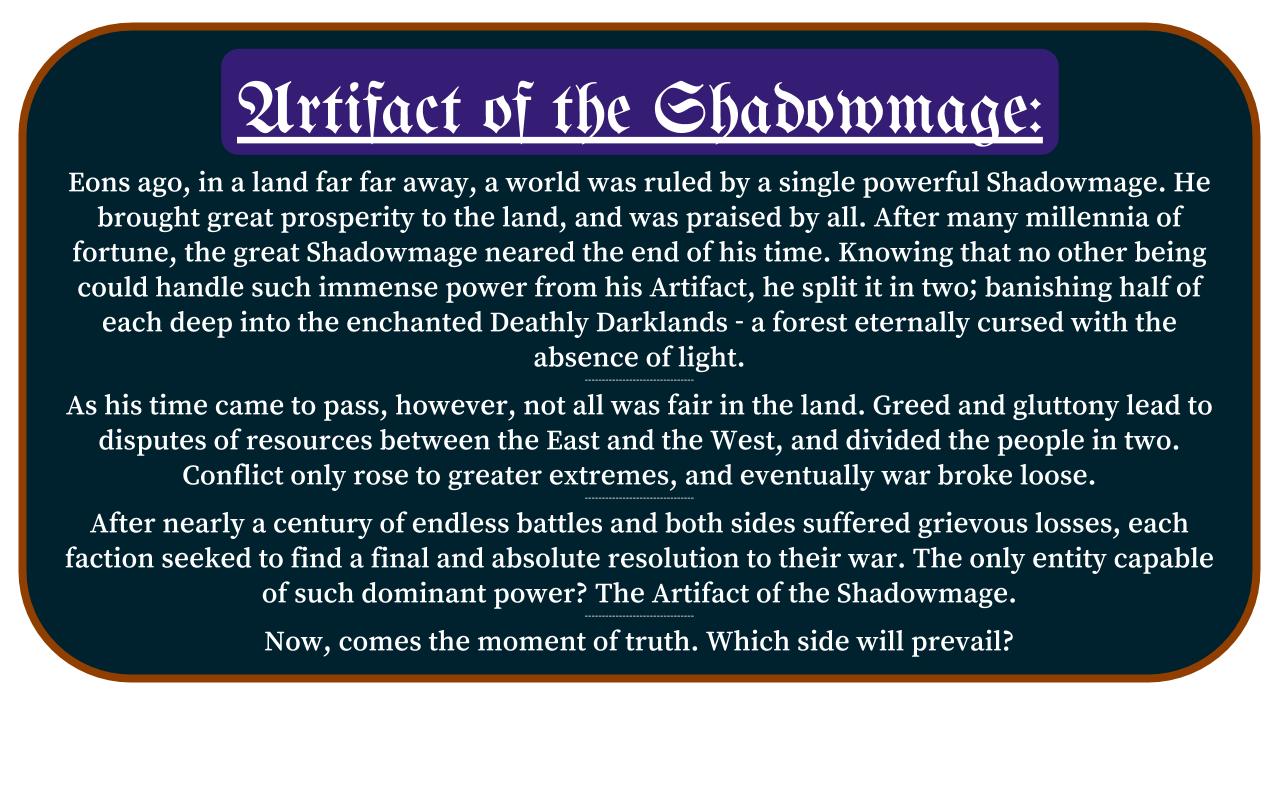 Artifact of the Shadowmage:
Eons ago, in a land far far away, a world was ruled by a single powerful Shadowmage. He
brought great prosperity to the land, and was praised by all. After many millennia of
fortune, the great Shadowmage neared the end of his time. Knowing that no other being
could handle such immense power from his Artifact, he split it in two; banishing half of
each deep into the enchanted Deathly Darklands - a forest eternally cursed with the
absence of light.
As his time came to pass, however, not all was fair in the land. Greed and gluttony lead to
disputes of resources between the East and the West, and divided the people in two.
Conflict only rose to greater extremes, and eventually war broke loose.
After nearly a century of endless battles and both sides suffered grievous losses, each
faction seeked to find a final and absolute resolution to their war. The only entity capable
of such dominant power? The Artifact of the Shadowmage.
Now, comes the moment of truth. Which side will prevail?